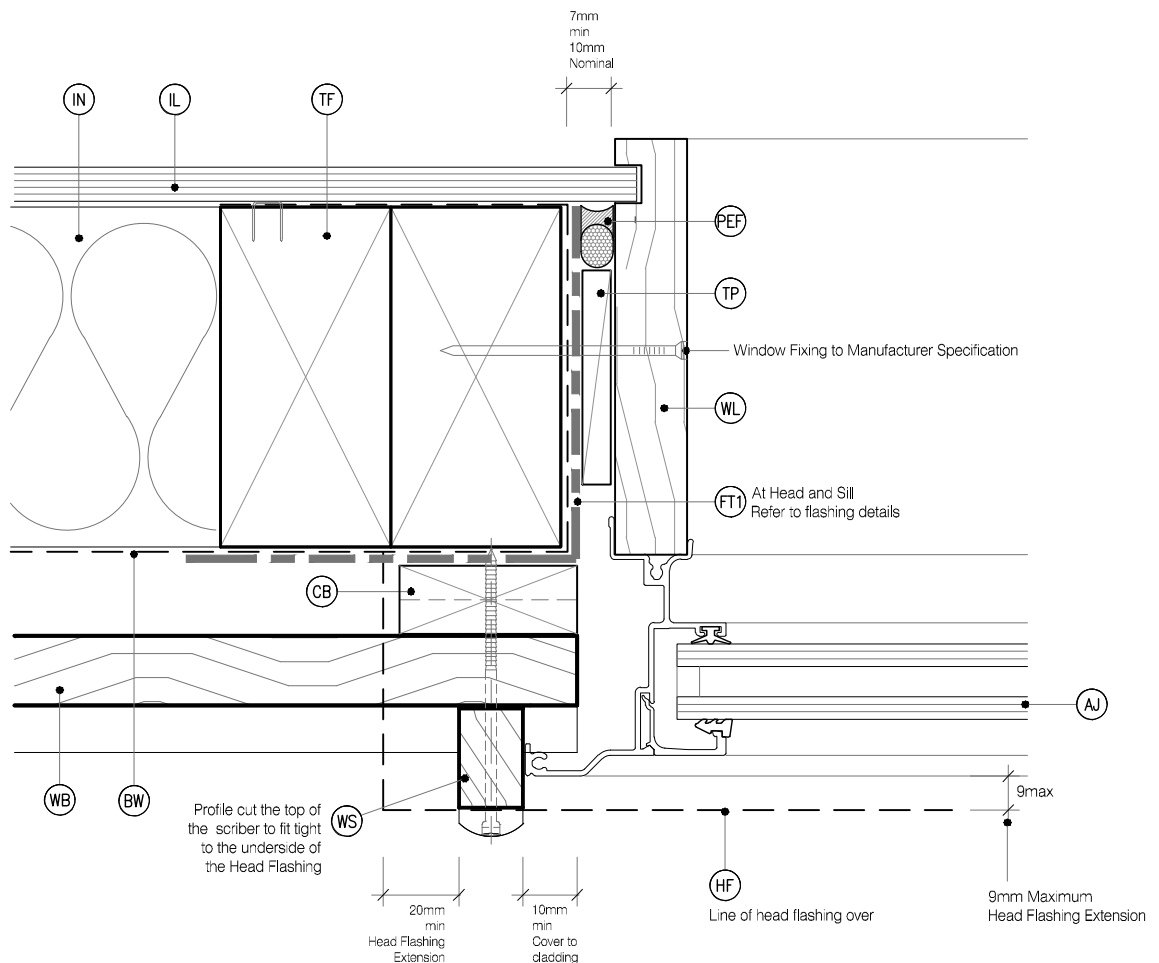 7mm
min
10mm
Nominal
IN
IL
TF
PEF
TP
Window Fixing to Manufacturer Specification
WL
FT1
At Head and Sill
Refer to flashing details
CB
AJ
WB
BW
Profile cut the top of
the scriber to fit tight
to the underside of
the Head Flashing
WS
9max
HF
Line of head flashing over
9mm Maximum
Head Flashing Extension
20mm
min
Head Flashing
Extension
10mm
min
Cover to
cladding